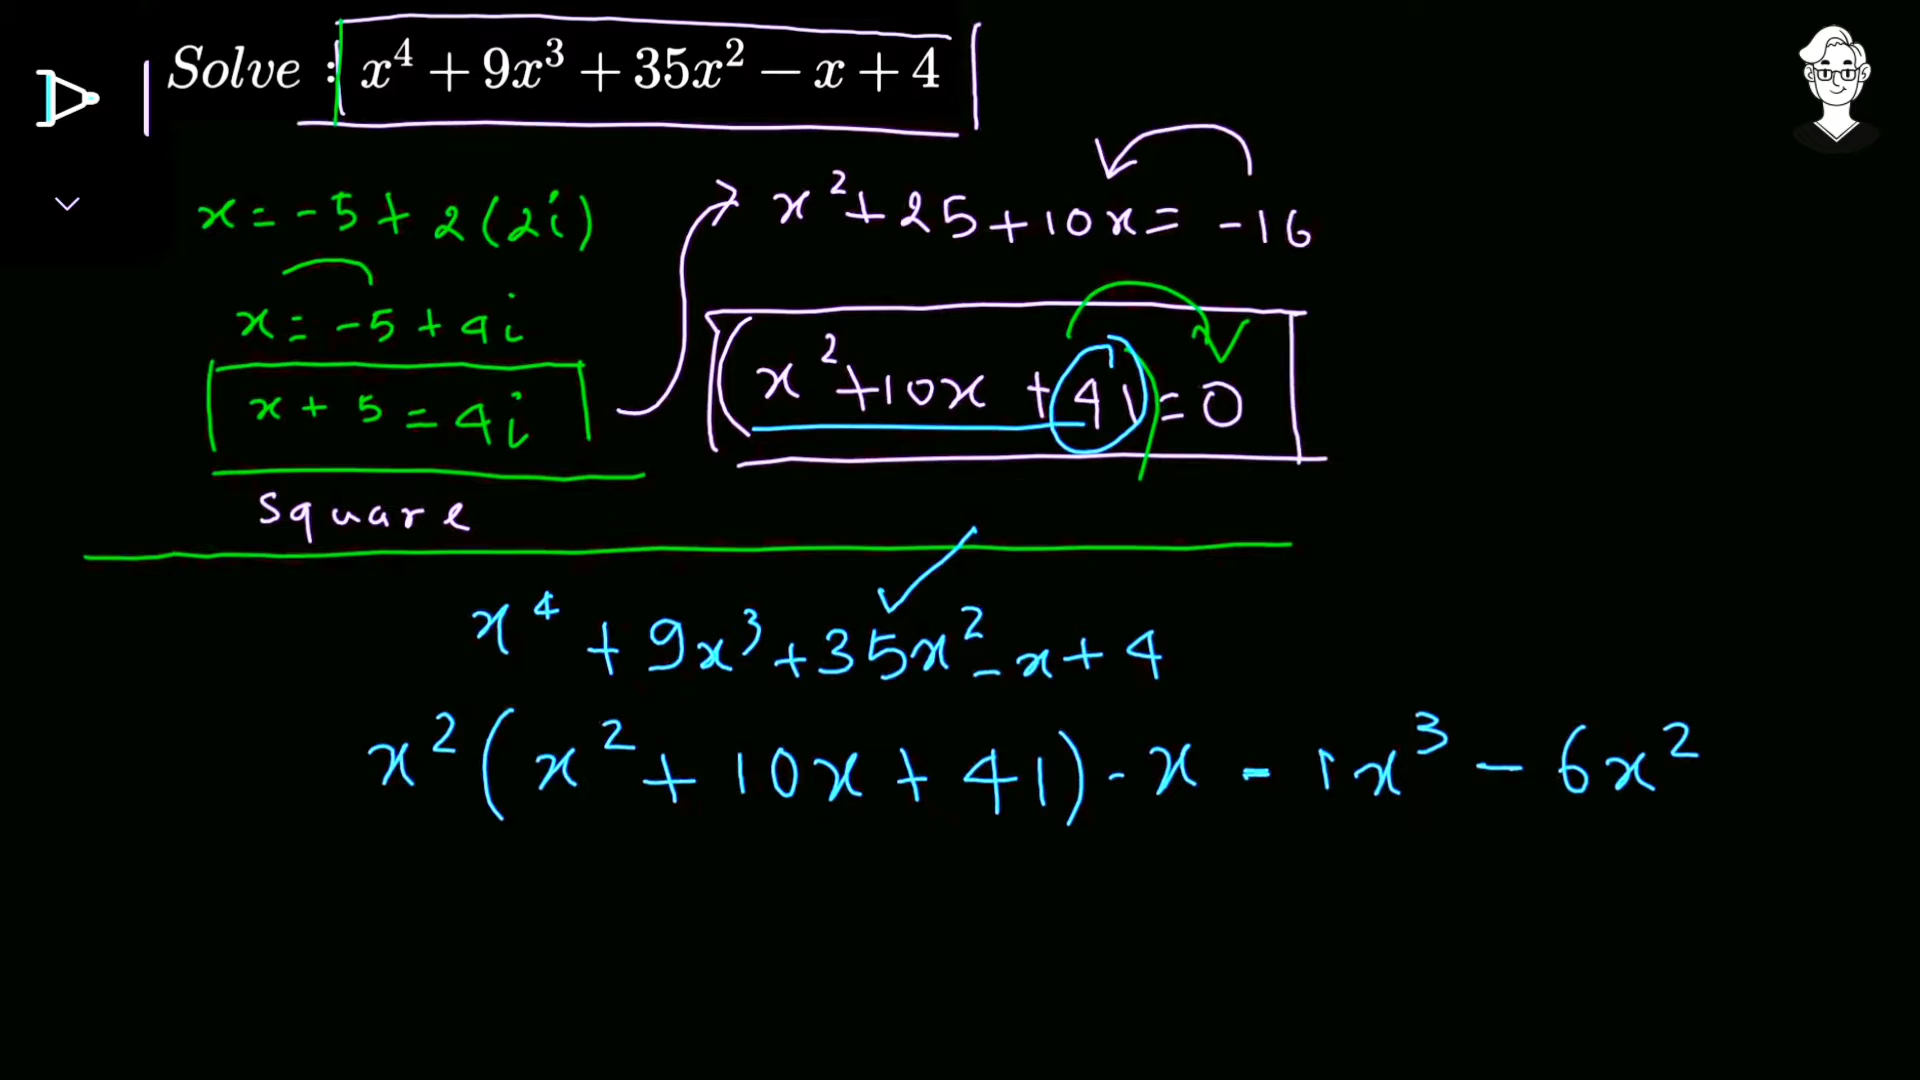 Solve : x⁴ + 9x³ + 35x² − x + 4
x = -5 + 2(2i)
x = -5 + 4i
x + 5 = 4i
square
x² + 25 + 10x = -16
(x² + 10x + 41) = 0
x⁴ + 9x³ + 35x² - x + 4
x² (x² + 10x + 41) - x - 1x³ - 6x²